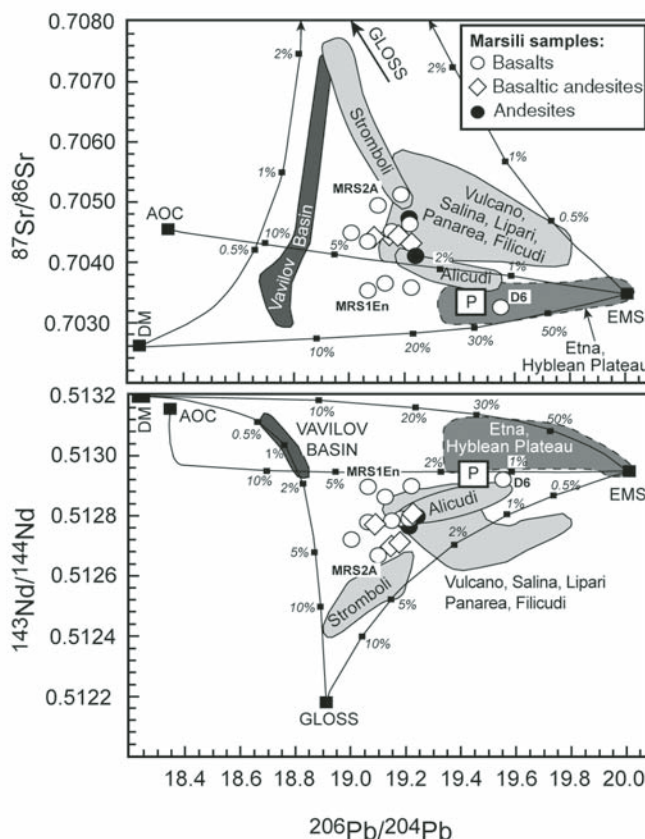 0.7080
0.7070
0.7060
0.7050
0.7040
0.7030
87Sr/86Sr
GLOSS
Marsili samples:
Basalts
Basaltic andesites
Andesites
2%
2%
1%
1%
0.5%
0.5%
Stromboli
Vavilov Basin
MRS2A
Vulcano,
Salina, Lipari,
Panarea, Filicudi
AOC
10%
5%
2%
1%
Alicudi
MRS1En
P
D6
EMS
DM
10%
20%
30%
50%
Etna,
Hyblean Plateau
0.5132
0.5130
0.5128
0.5126
0.5124
0.5122
143Nd/144Nd
DM
AOC
10%
20%
30%
50%
0.5%
1%
2%
VAVILOV
BASIN
Etna,
Hyblean Plateau
MRS1En
10%
5%
2%
1%
P
D6
EMS
0.5%
1%
2%
5%
10%
Alicudi
MRS2A
5%
10%
Stromboli
Vulcano, Salina, Lipari
Panarea, Filicudi
GLOSS
18.4
18.6
18.8
19.0
19.2
19.4
19.6
19.8
20.0
206Pb/204Pb